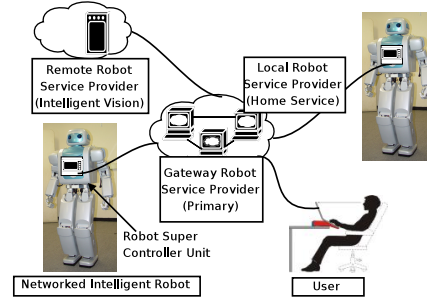 Remote Robot
Service Provider
(Intelligent Vision)
Local Robot
Service Provider
(Home Service)
Gateway Robot
Service Provider
(Primary)
Robot Super
Controller Unit
Networked Intelligent Robot
User